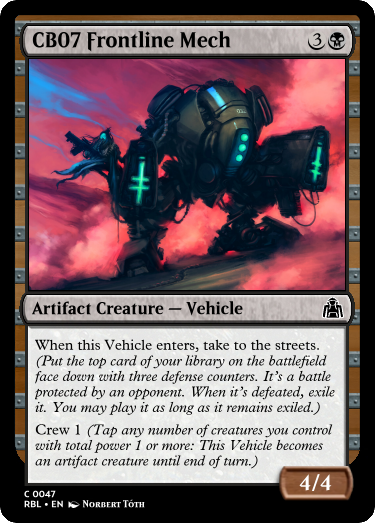 CB07 Frontline Mech 3
Artifact Creature — Vehicle
When this Vehicle enters, take to the streets.
(Put the top card of your library on the battlefield
face down with three defense counters. It's a battle
protected by an opponent. When it's defeated, exile
it. You may play it as long as it remains exiled.)
Crew 1 (Tap any number of creatures you control
with total power 1 or more: This Vehicle becomes
an artifact creature until end of turn.)
4/4
C 0047
RBL • EN Norbert Tóth